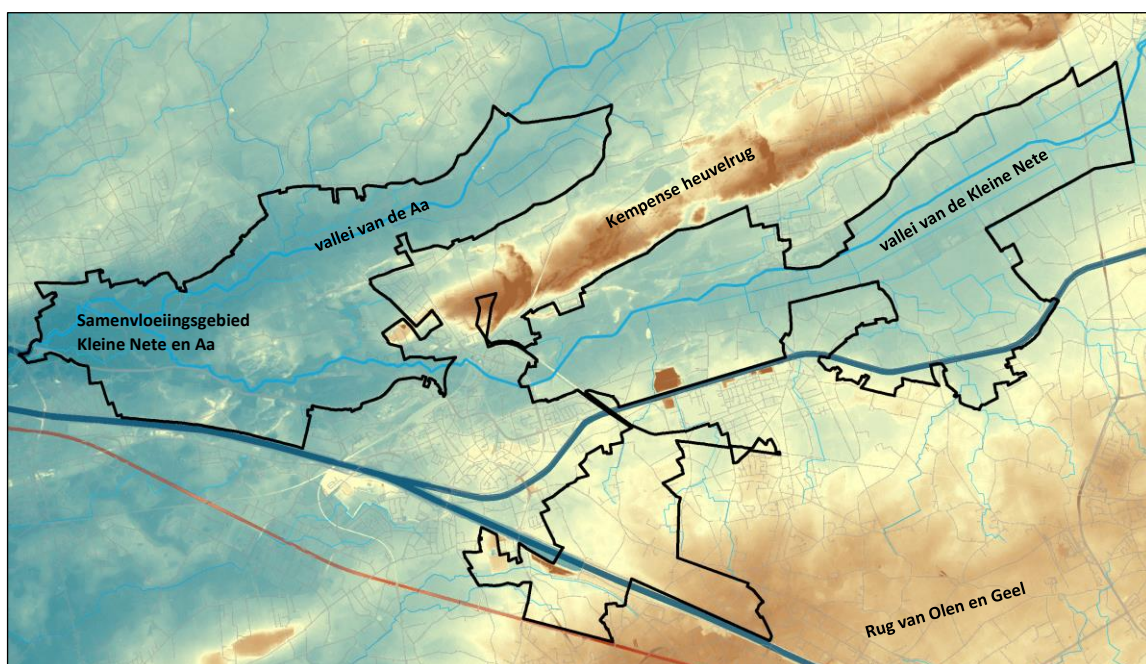 Kempense heuvelrug
vallei van de Aa
vallei van de Kleine Nete
Samenvloeiingsgebied
Kleine Nete en Aa
Rug van Olen en Geel